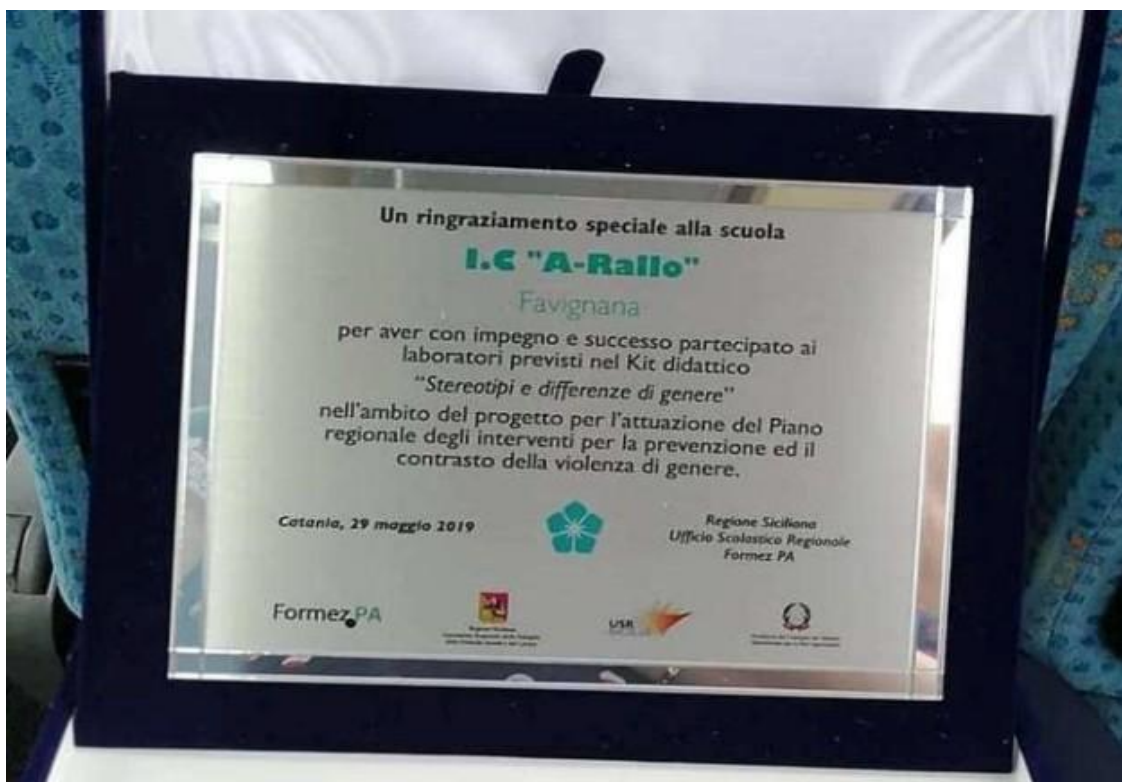 Un ringraziamento speciale alla scuola
I.C "A-Rallo"
Favignana
per aver con impegno e successo partecipato ai
laboratori previsti nel Kit didattico
"Stereotipi e differenze di genere"
nell'ambito del progetto per l'attuazione del Piano
regionale degli interventi per la prevenzione ed il
contrasto della violenza di genere.
Catania, 29 maggio 2019
Regione Siciliana
Ufficio Scolastico Regionale
Formez PA
Formez PA
USR